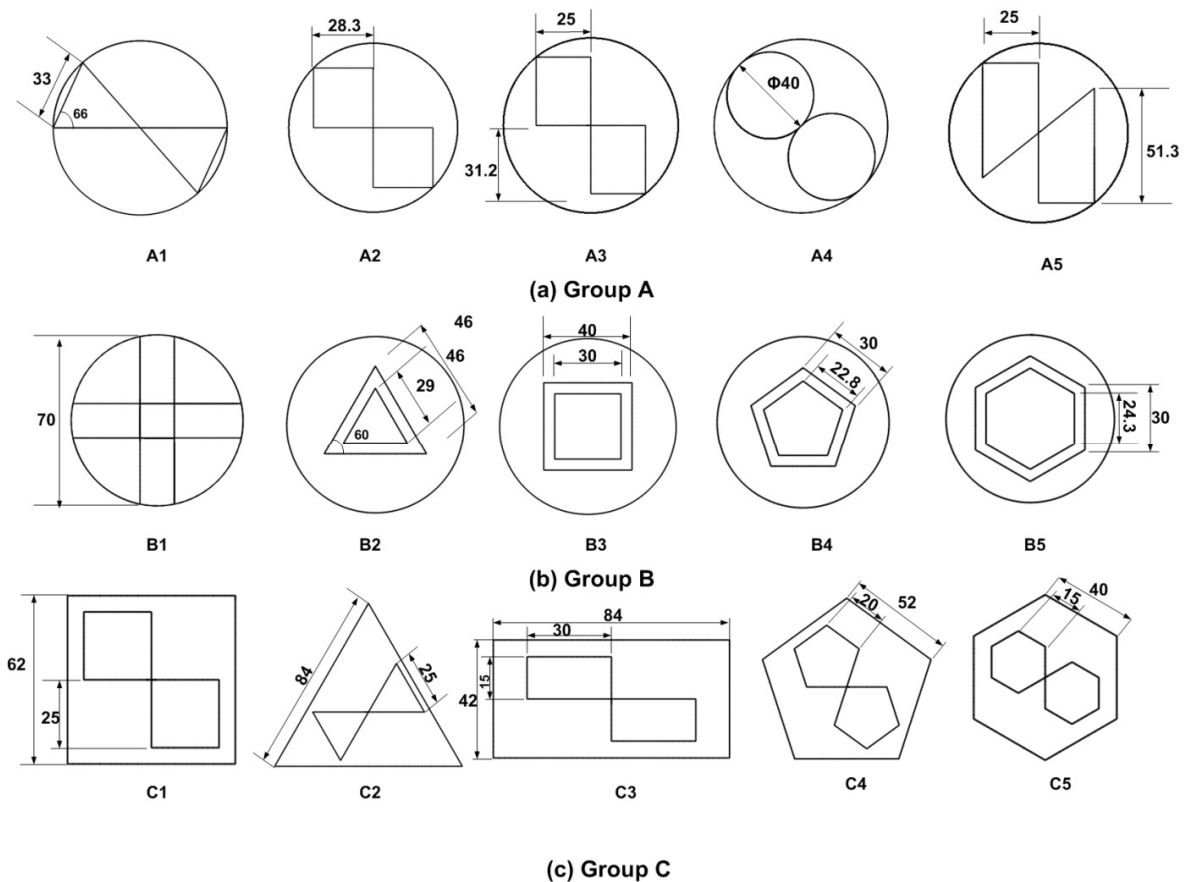 28.3
25
25
33
66
Φ40
31.2
51.3
A1
A2
A3
A4
A5
(a) Group A
46
46
29
60
40
30
30
22.8
24.3
30
70
B1
B2
B3
B4
B5
(b) Group B
62
25
84
25
84
30
15
42
20
52
15
40
C1
C2
C3
C4
C5
(c) Group C